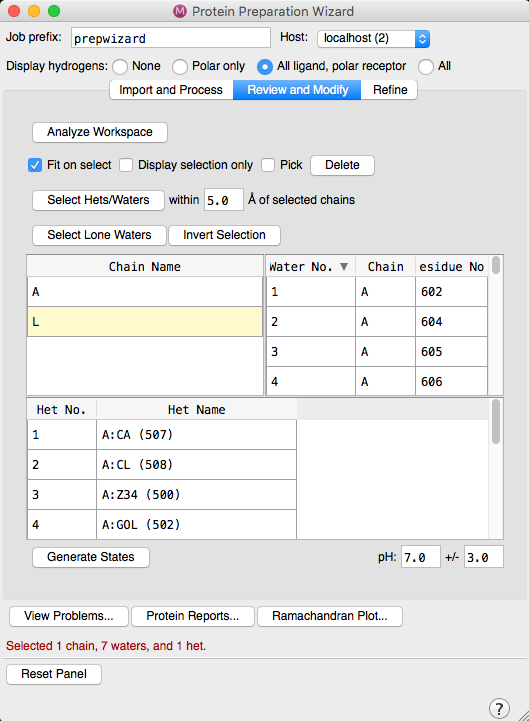 Protein Preparation Wizard
Job prefix: prepwizard Host: localhost (2)
Display hydrogens: None Polar only All ligand, polar receptor All
Import and Process Review and Modify Refine
Analyze Workspace
Fit on select Display selection only Pick Delete
Select Hets/Waters within 5.0 Å of selected chains
Select Lone Waters Invert Selection
Chain Name Water No. ▼ Chain esidue No
A 1 A 602
L 2 A 604
3 A 605
4 A 606
Het No. Het Name
1 A:CA (507)
2 A:CL (508)
3 A:Z34 (500)
4 A:GOL (502)
Generate States pH: 7.0 +/- 3.0
View Problems... Protein Reports... Ramachandran Plot...
Selected 1 chain, 7 waters, and 1 het.
Reset Panel
?